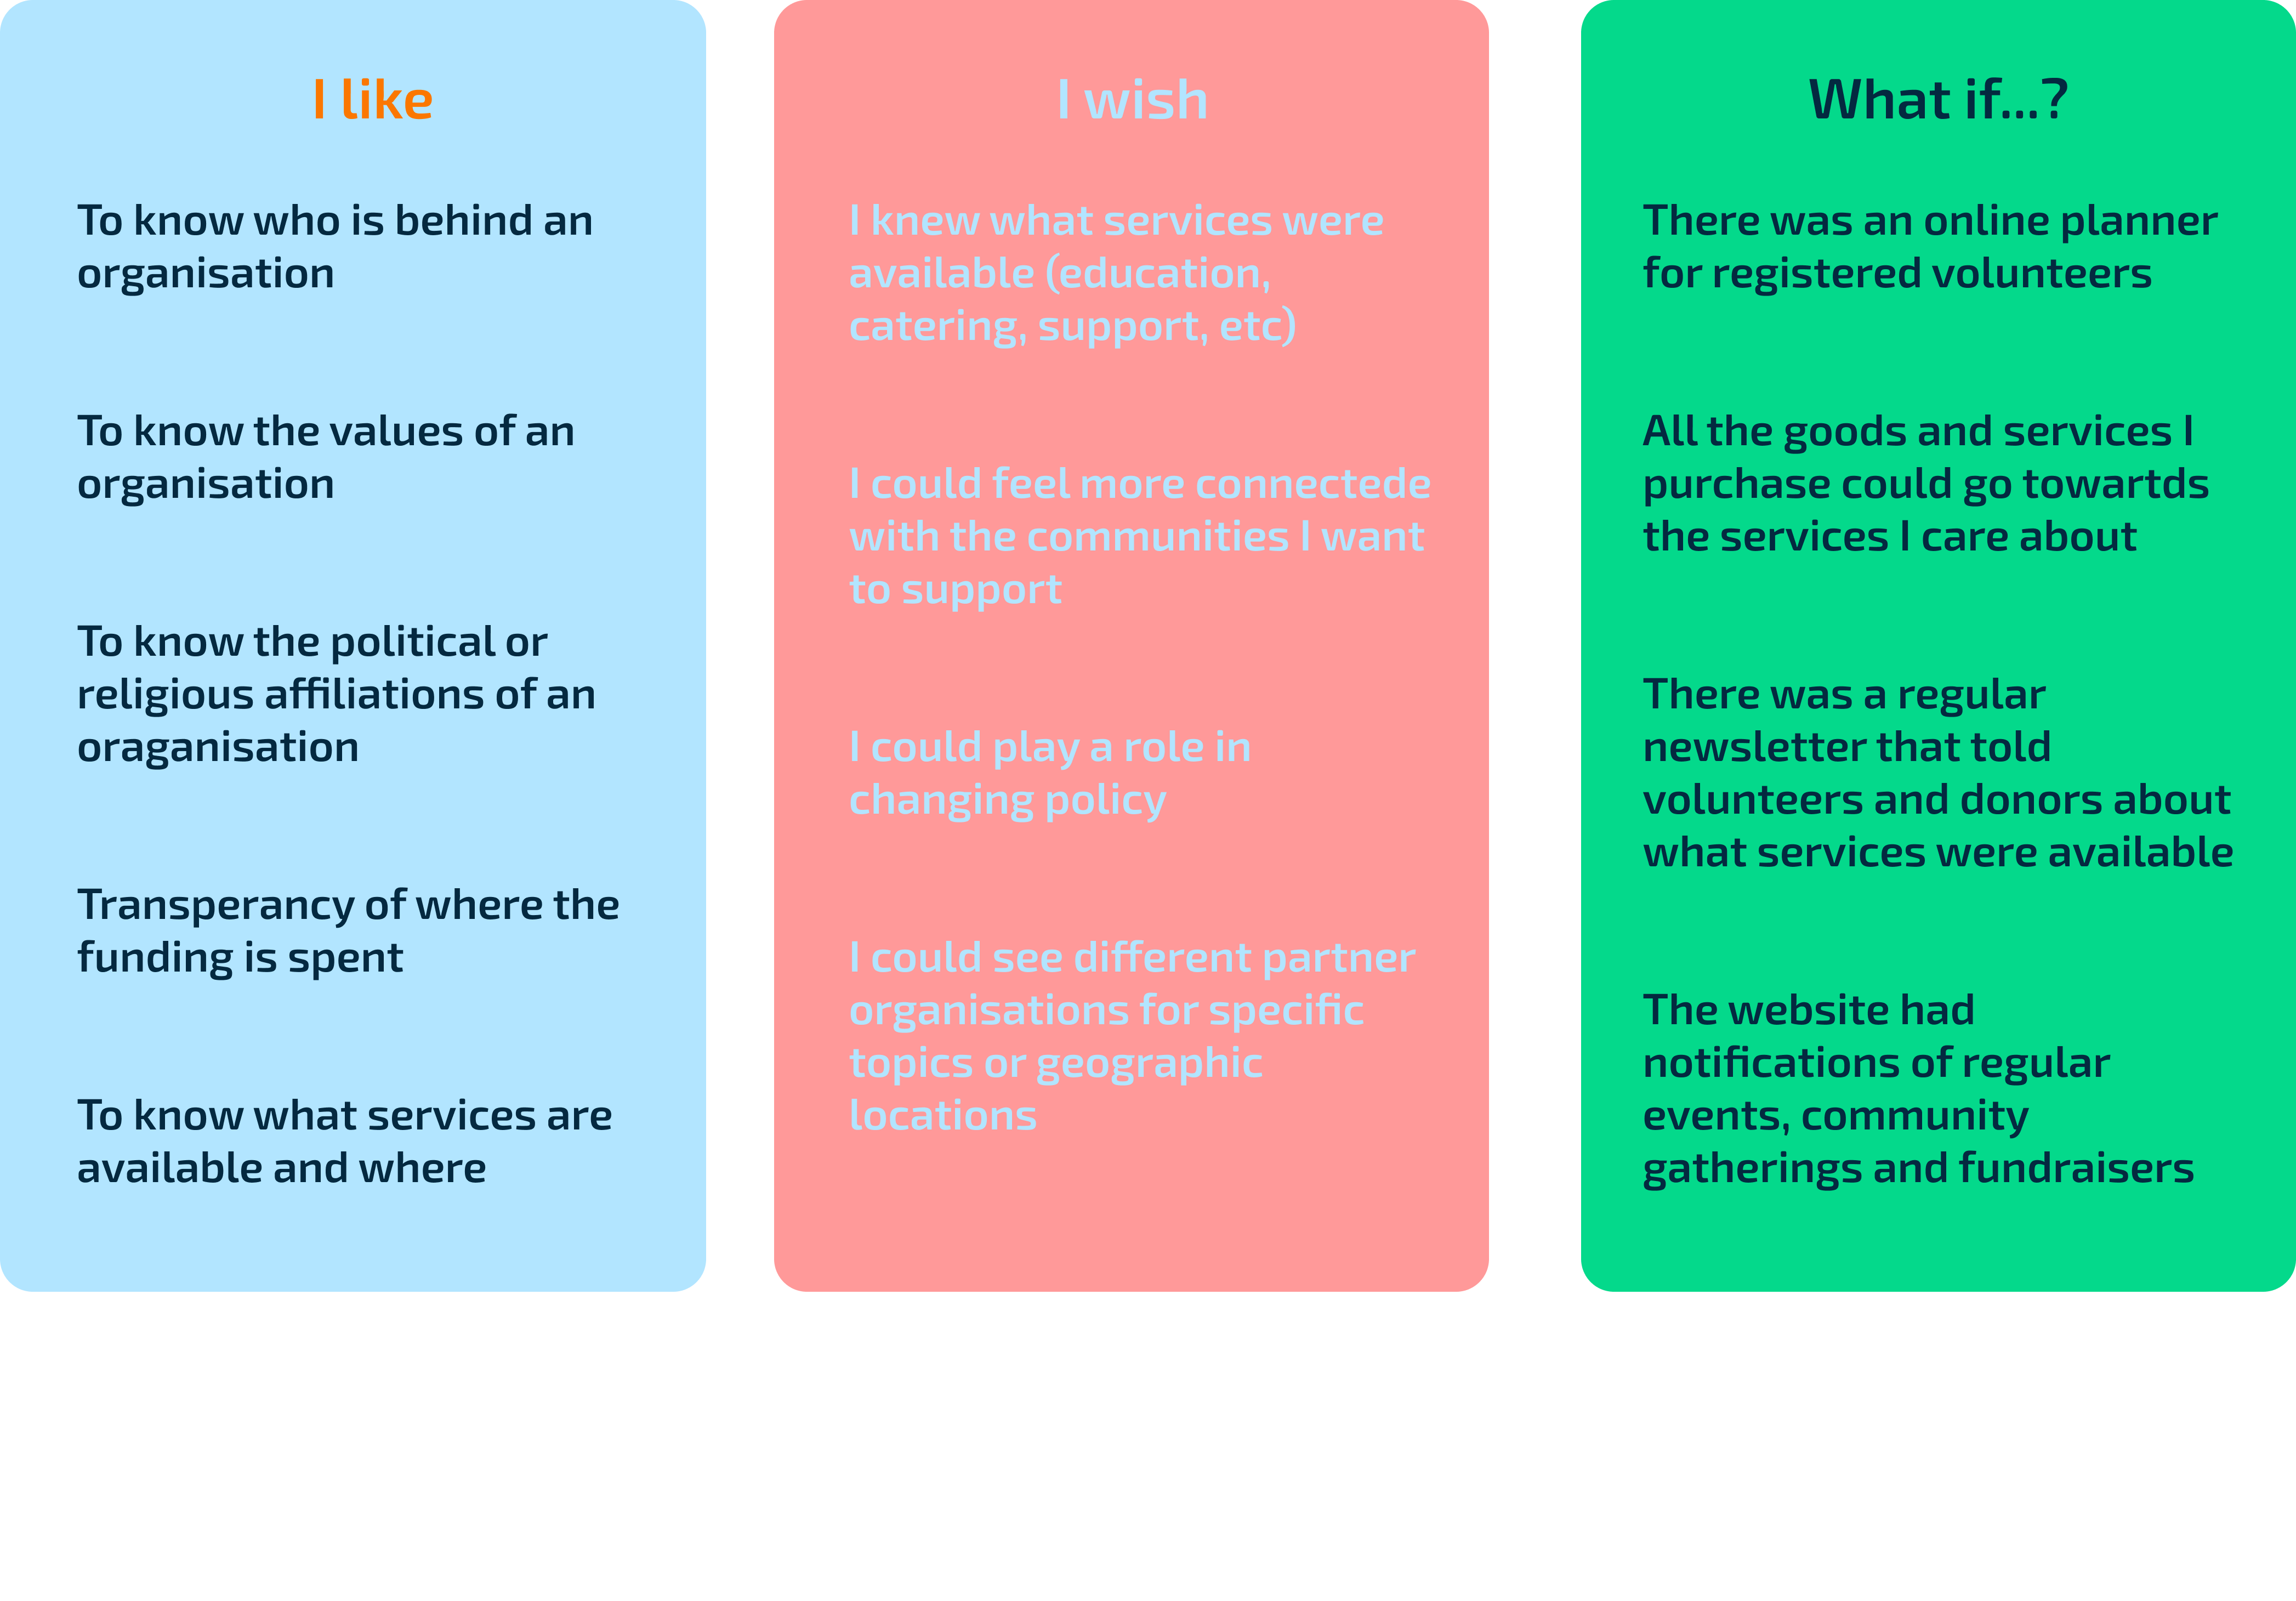 I like
To know who is behind an
organisation
To know the values of an
organisation
To know the political or
religious affiliations of an
oraganisation
Transperancy of where the
funding is spent
To know what services are
available and where
I wish
I knew what services were
available (education,
catering, support, etc)
I could feel more connectede
with the communities I want
to support
I could play a role in
changing policy
I could see different partner
organisations for specific
topics or geographic
locations
What if...?
There was an online planner
for registered volunteers
All the goods and services I
purchase could go towartds
the services I care about
There was a regular
newsletter that told
volunteers and donors about
what services were available
The website had
notifications of regular
events, community
gatherings and fundraisers